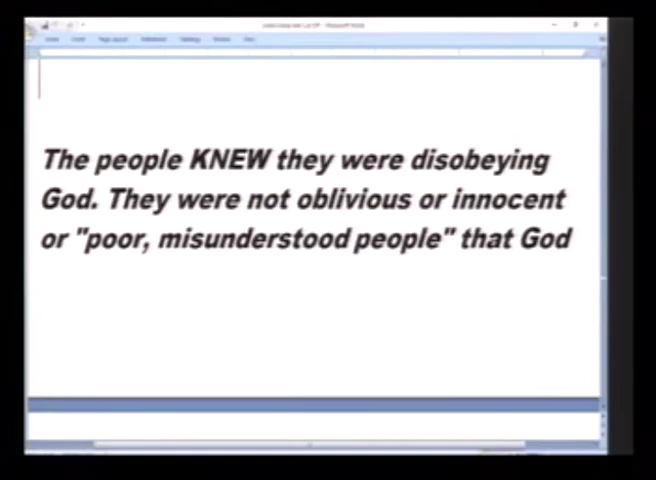 The people KNEW they were disobeying
God. They were not oblivious or innocent
or "poor, misunderstood people" that God